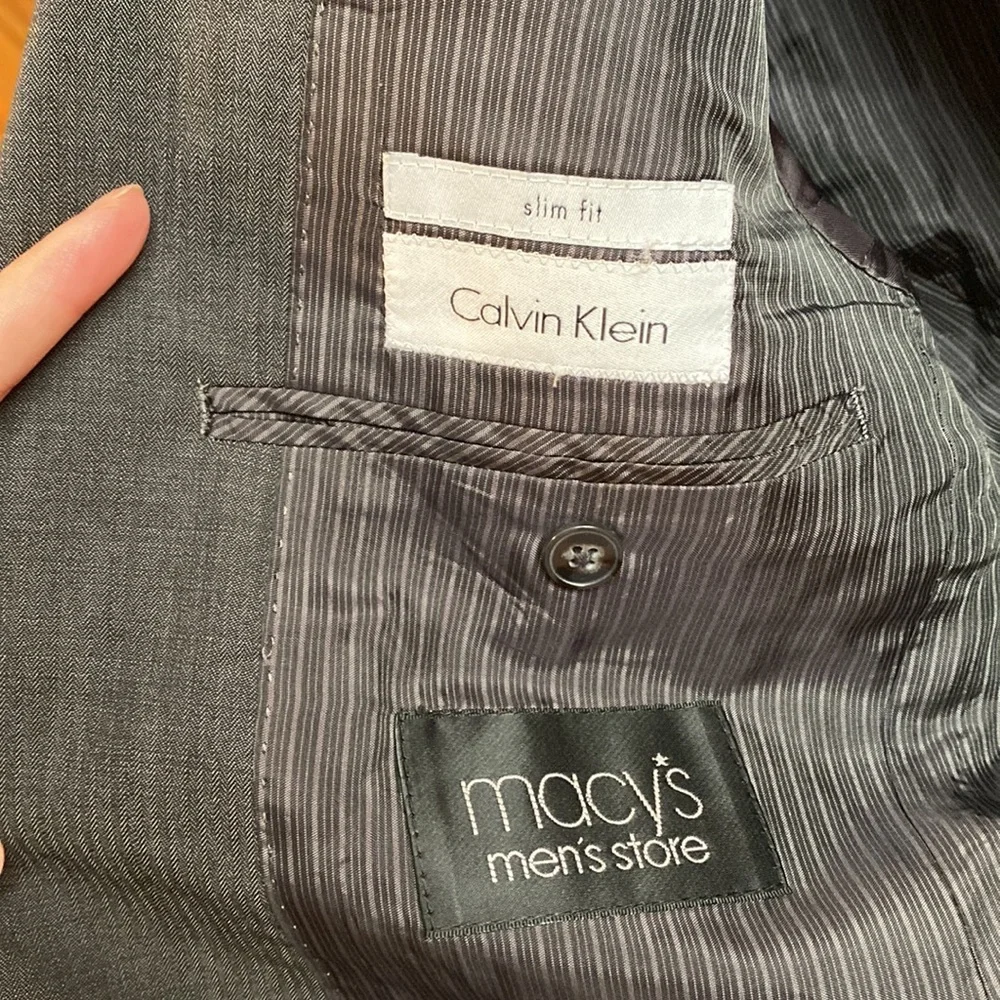 slim fit
Calvin Klein
macy's
men's store